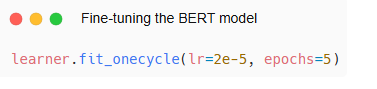 Fine-tuning the BERT model
learner.fit_onecycle(lr=2e-5, epochs=5)